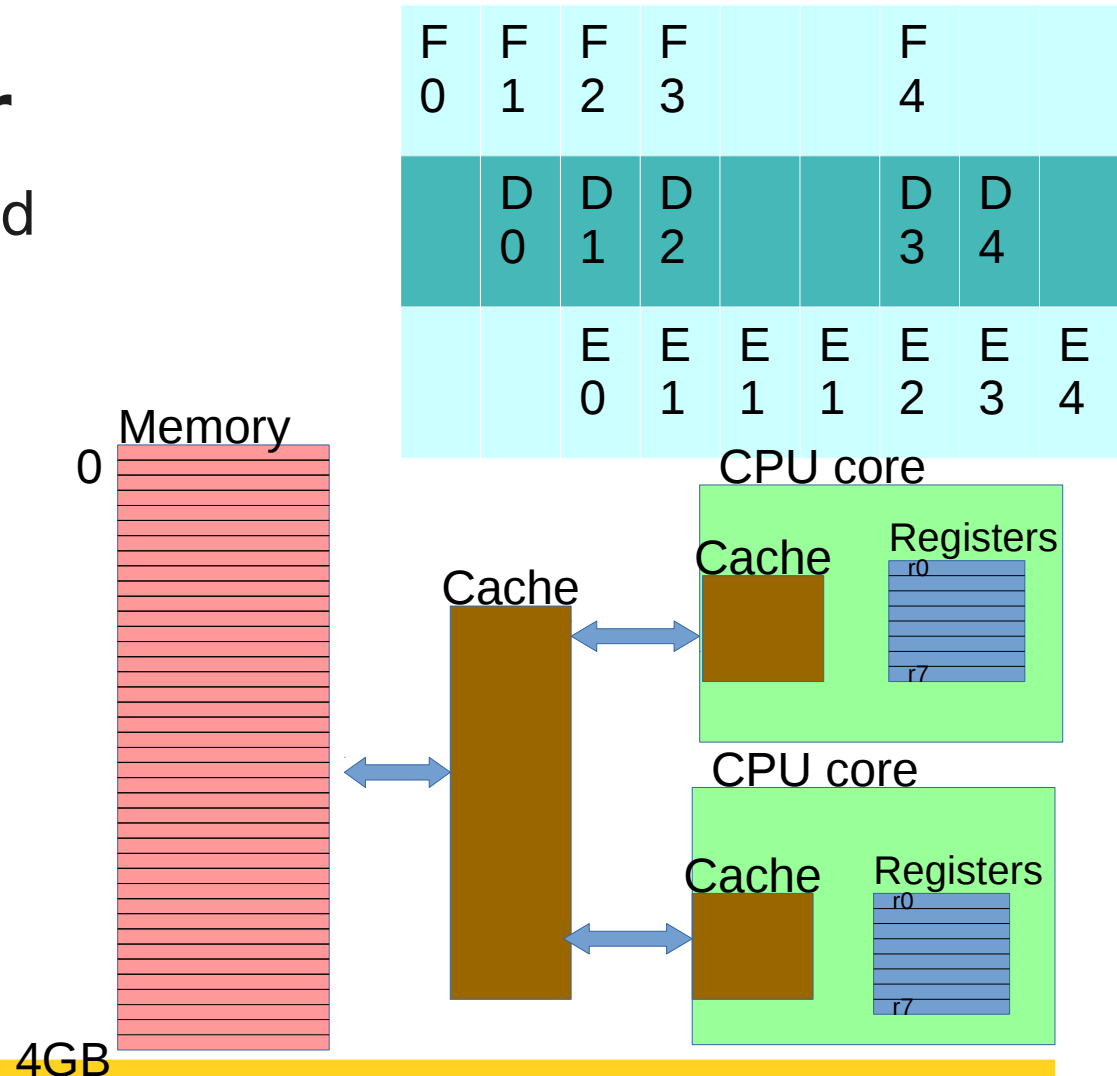 r
d
F 0 F 1 F 2 F 3 F 4
D 0 D 1 D 2 D 3 D 4
E 0 E 1 E 1 E 1 E 2 E 3 E 4
Memory
0
4GB
Cache
CPU core
Cache
Registers
r0
r7
CPU core
Cache
Registers
r0
r7